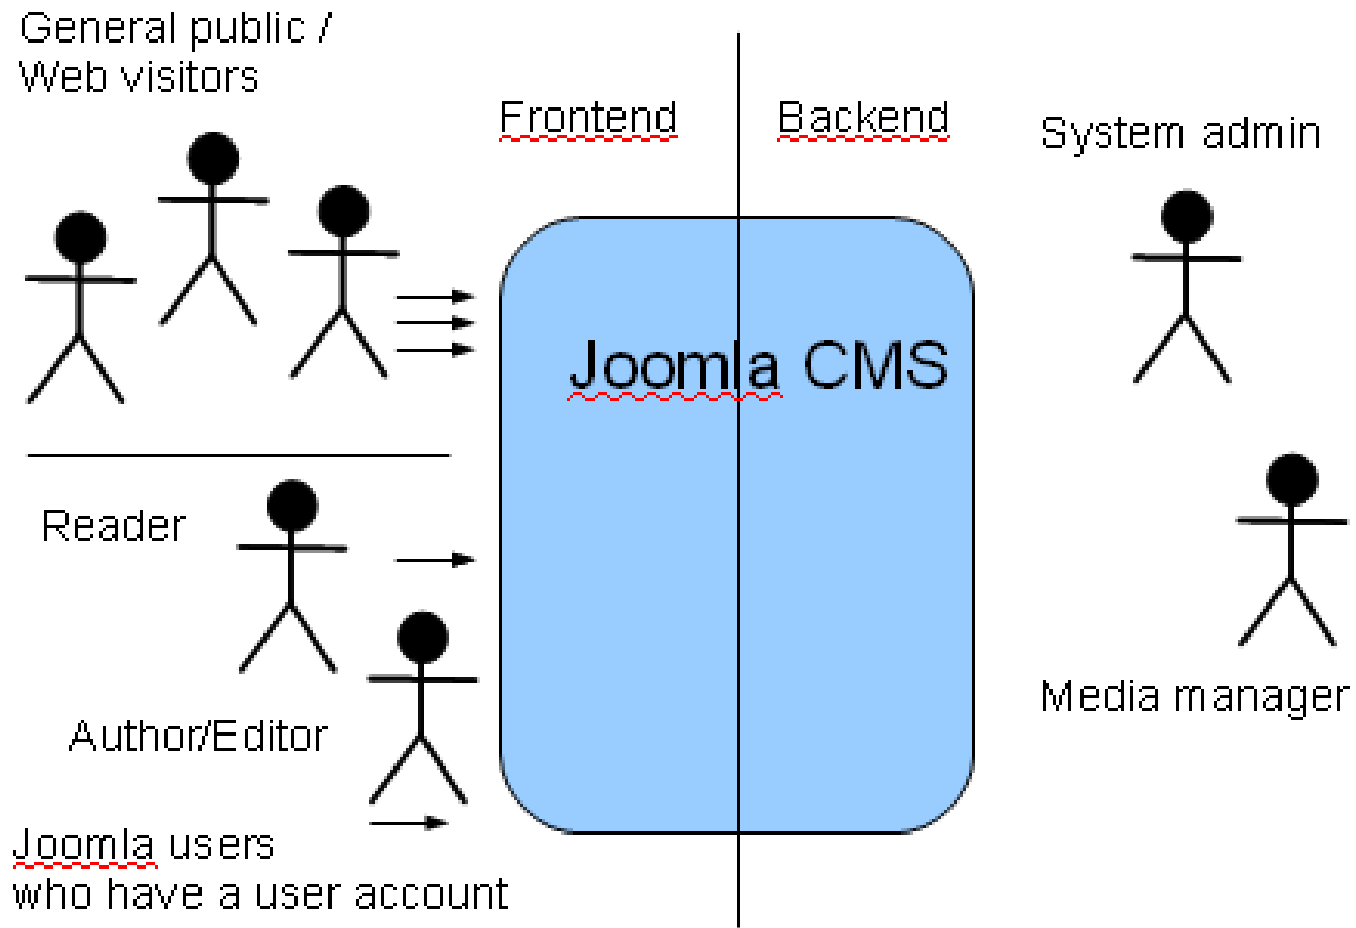 General public /
Web visitors
Frontend
Backend
System admin
Joomla CMS
Reader
Media manager
Author/Editor
Joomla users
who have a user account